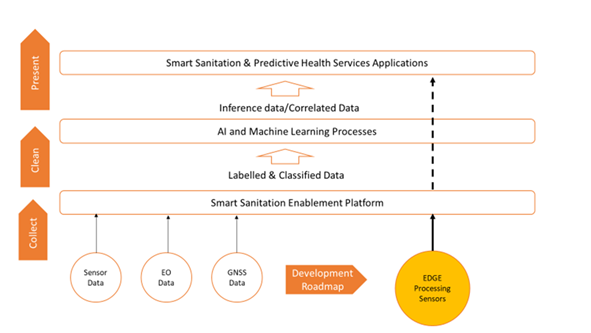 Present
Smart Sanitation & Predictive Health Services Applications
Inference data/Correlated Data
Clean
AI and Machine Learning Processes
Labelled & Classified Data
Collect
Smart Sanitation Enablement Platform
Sensor
Data
EO
Data
GNSS
Data
Development
Roadmap
EDGE
Processing
Sensors